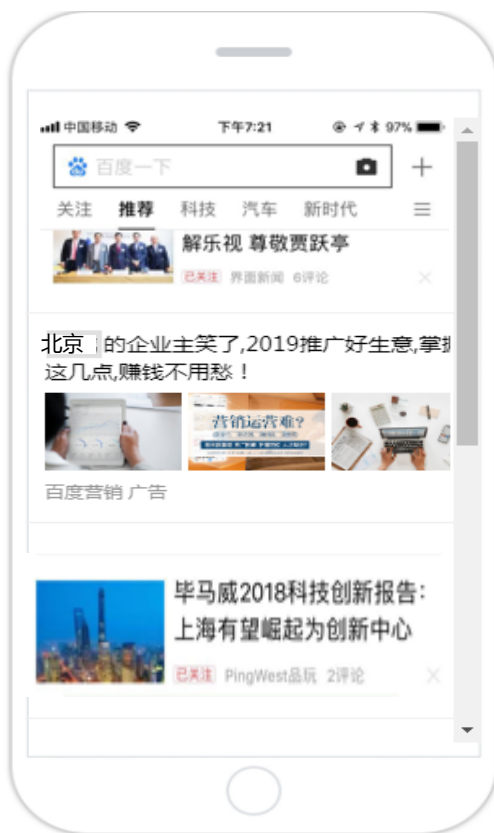 中国移动 下午7:21 97%
百度一下
关注 推荐 科技 汽车 新时代
解乐视 尊敬贾跃亭
已关注 界面新闻 6评论
北京 的企业主笑了,2019推广好生意,掌握
这几点,赚钱不用愁！
营销运营难?
百度营销 广告
毕马威2018科技创新报告：
上海有望崛起为创新中心
已关注 PingWest品玩 2评论